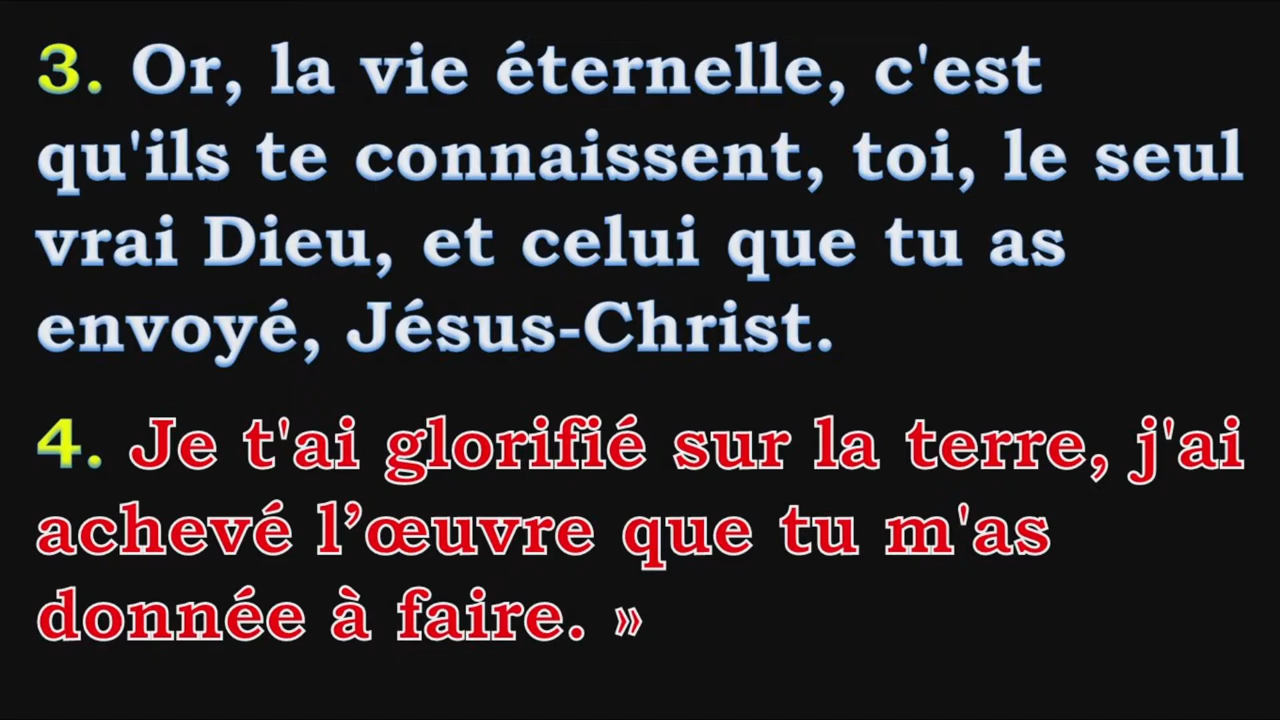 3. Or, la vie éternelle, c'est
qu'ils te connaissent, toi, le seul
vrai Dieu, et celui que tu as
envoyé, Jésus-Christ.
4. Je t'ai glorifié sur la terre, j'ai
achevé l’œuvre que tu m'as
donnée à faire. »